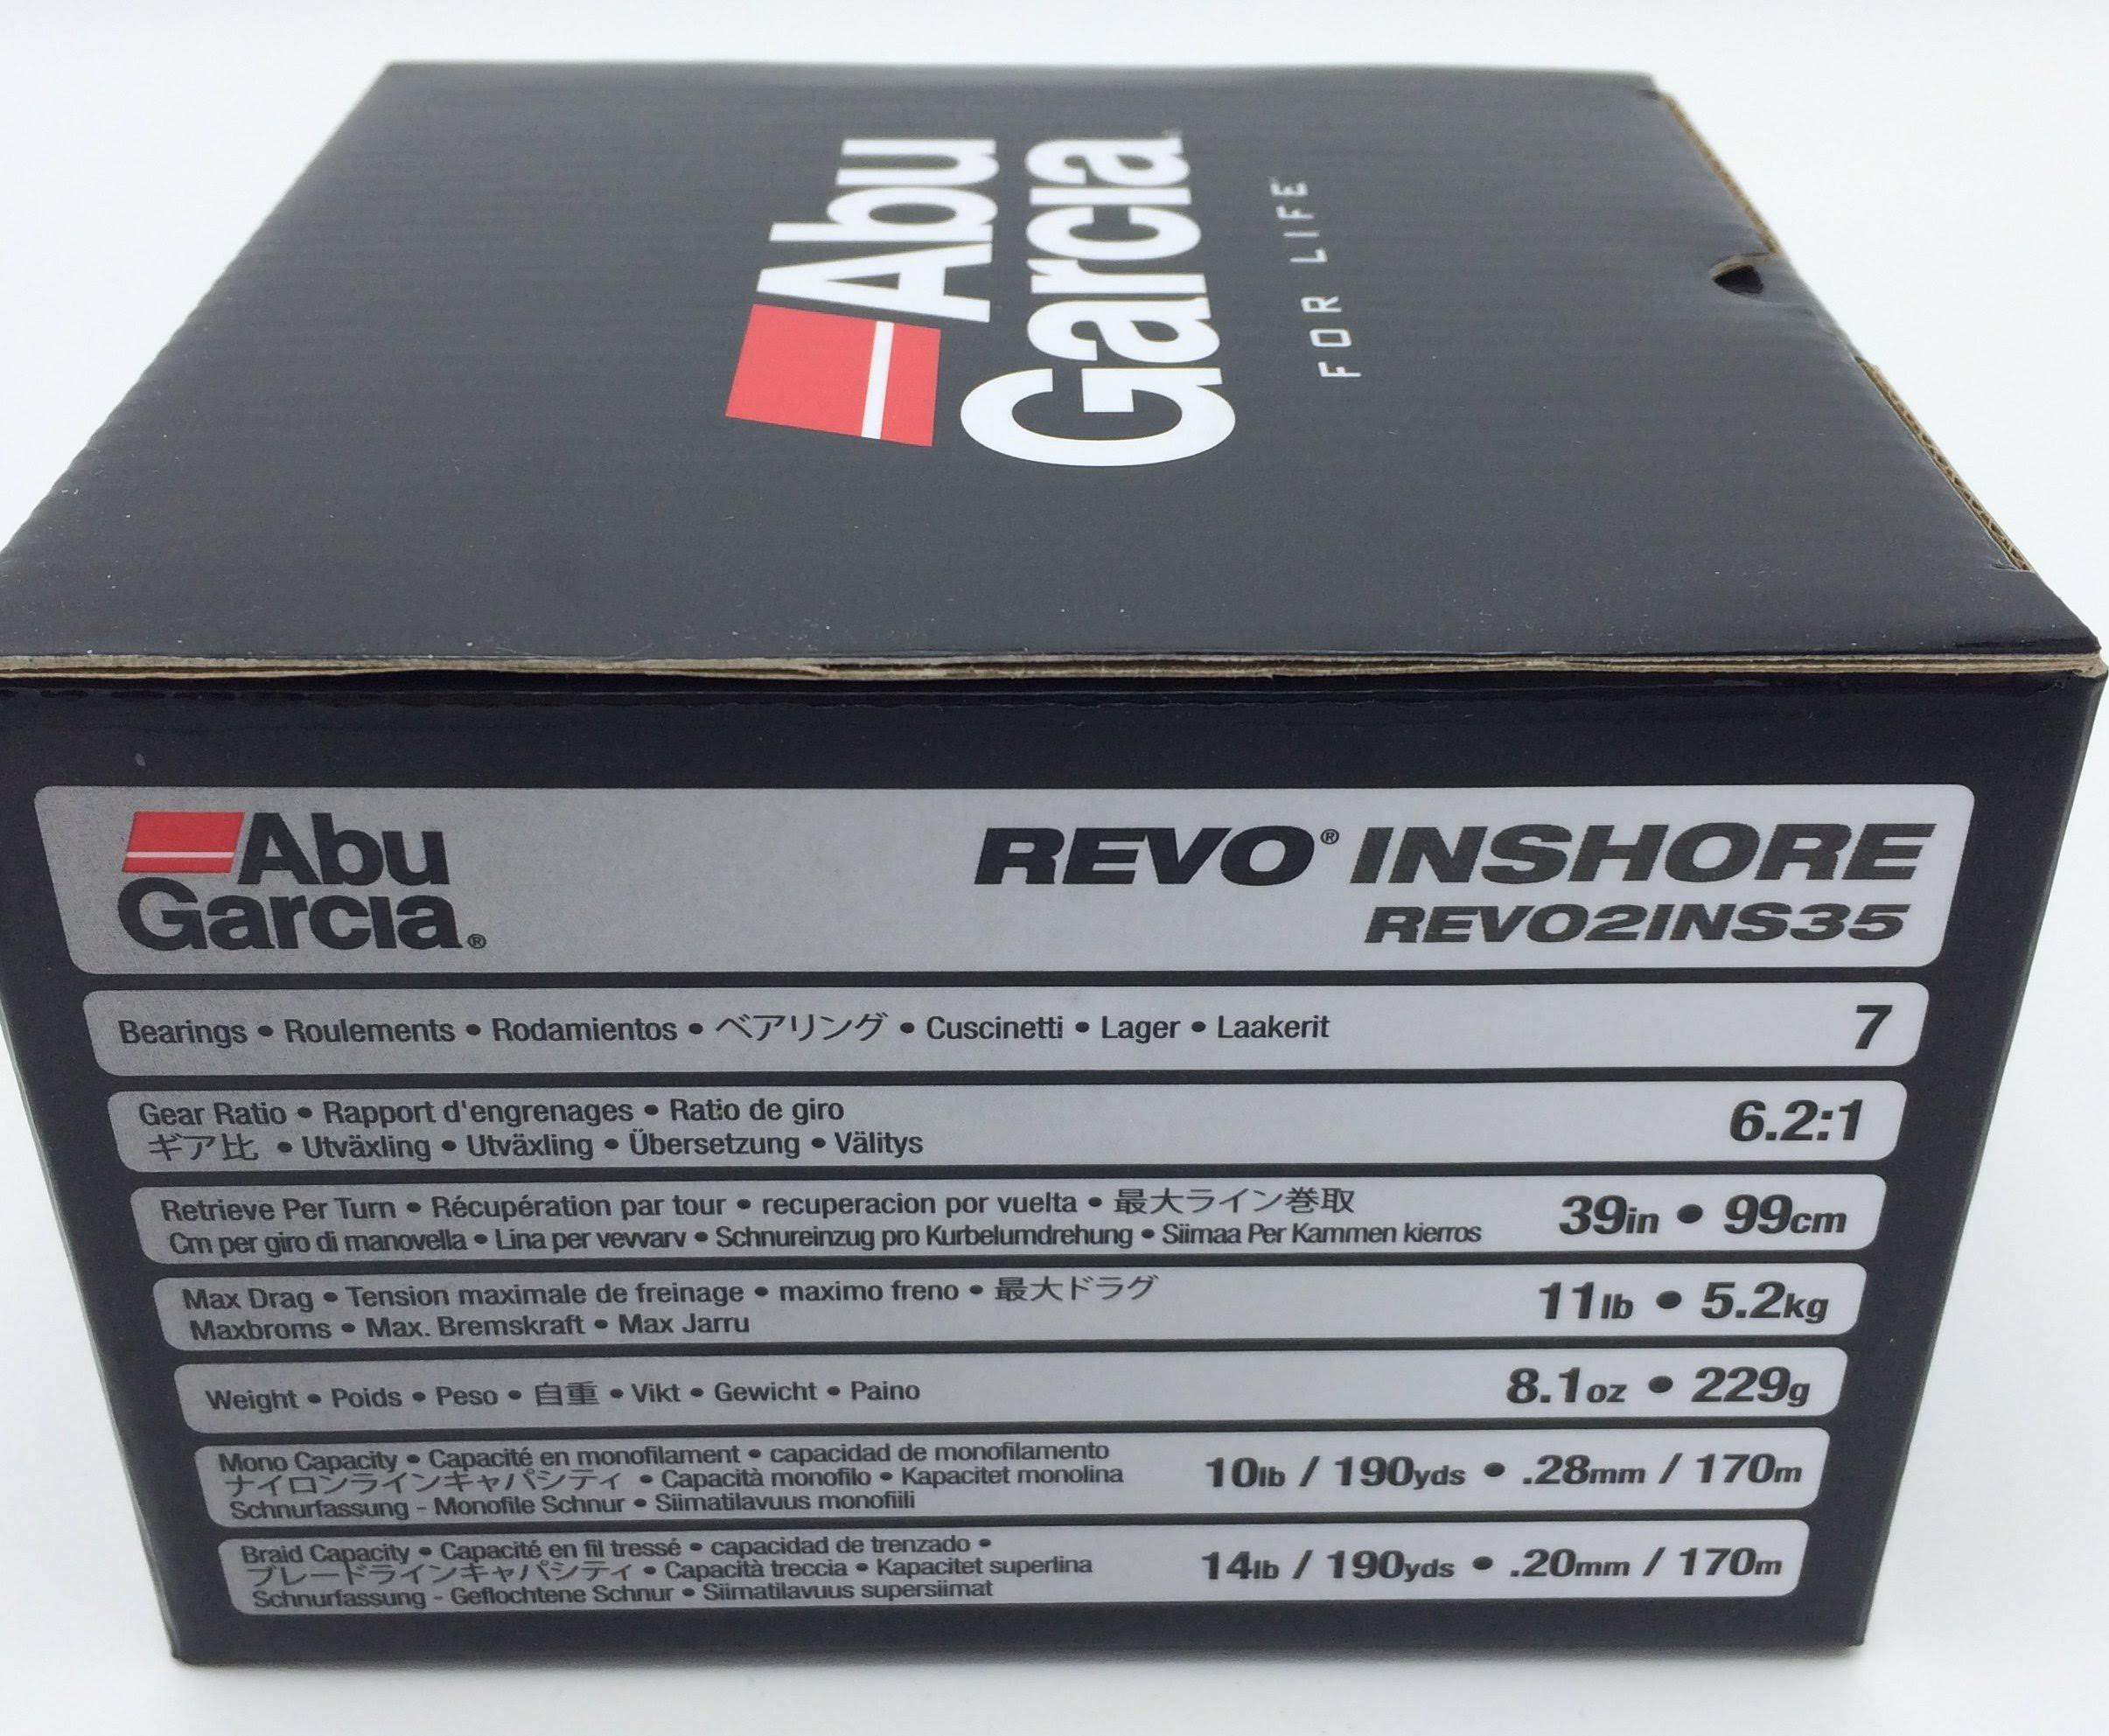 Abu
Garcia
FOR LIFE
Abu
Garcia®
REVO® INSHORE
REVO2INS35
Bearings • Roulements • Rodamientos • ベアリング • Cuscinetti • Lager • Laakerit 7
Gear Ratio • Rapport d'engrenages • Ratio de giro
ギア比 • Utväxling • Utväxling • Übersetzung • Välitys
6.2:1
Retrieve Per Turn • Récupération par tour • recuperacion por vuelta • 最大ライン巻取
Cm per giro di manovella • Lina per vevvarv • Schnureinzug pro Kurbelumdrehung • Siimaa Per Kammen kierros
39in • 99cm
Max Drag • Tension maximale de freinage • maximo freno • 最大ドラグ
Maxbroms • Max. Bremskraft • Max Jarru
11lb • 5.2kg
Weight • Poids • Peso • 自重 • Vikt • Gewicht • Paino 8.1oz • 229g
Mono Capacity • Capacité en monofilament • capacidad de monofilamento
ナイロンラインキャパシティ • Capacità monofilo • Kapacitet monolina
Schnurfassung - Monofile Schnur • Siimatilavuus monofiili
10lb / 190yds • .28mm / 170m
Braid Capacity • Capacité en fil tressé • capacidad de trenzado •
ブレードラインキャパシティ • Capacità treccia • Kapacitet superlina
Schnurfassung - Geflochtene Schnur • Siimatilavuus supersiimat
14lb / 190yds • .20mm / 170m